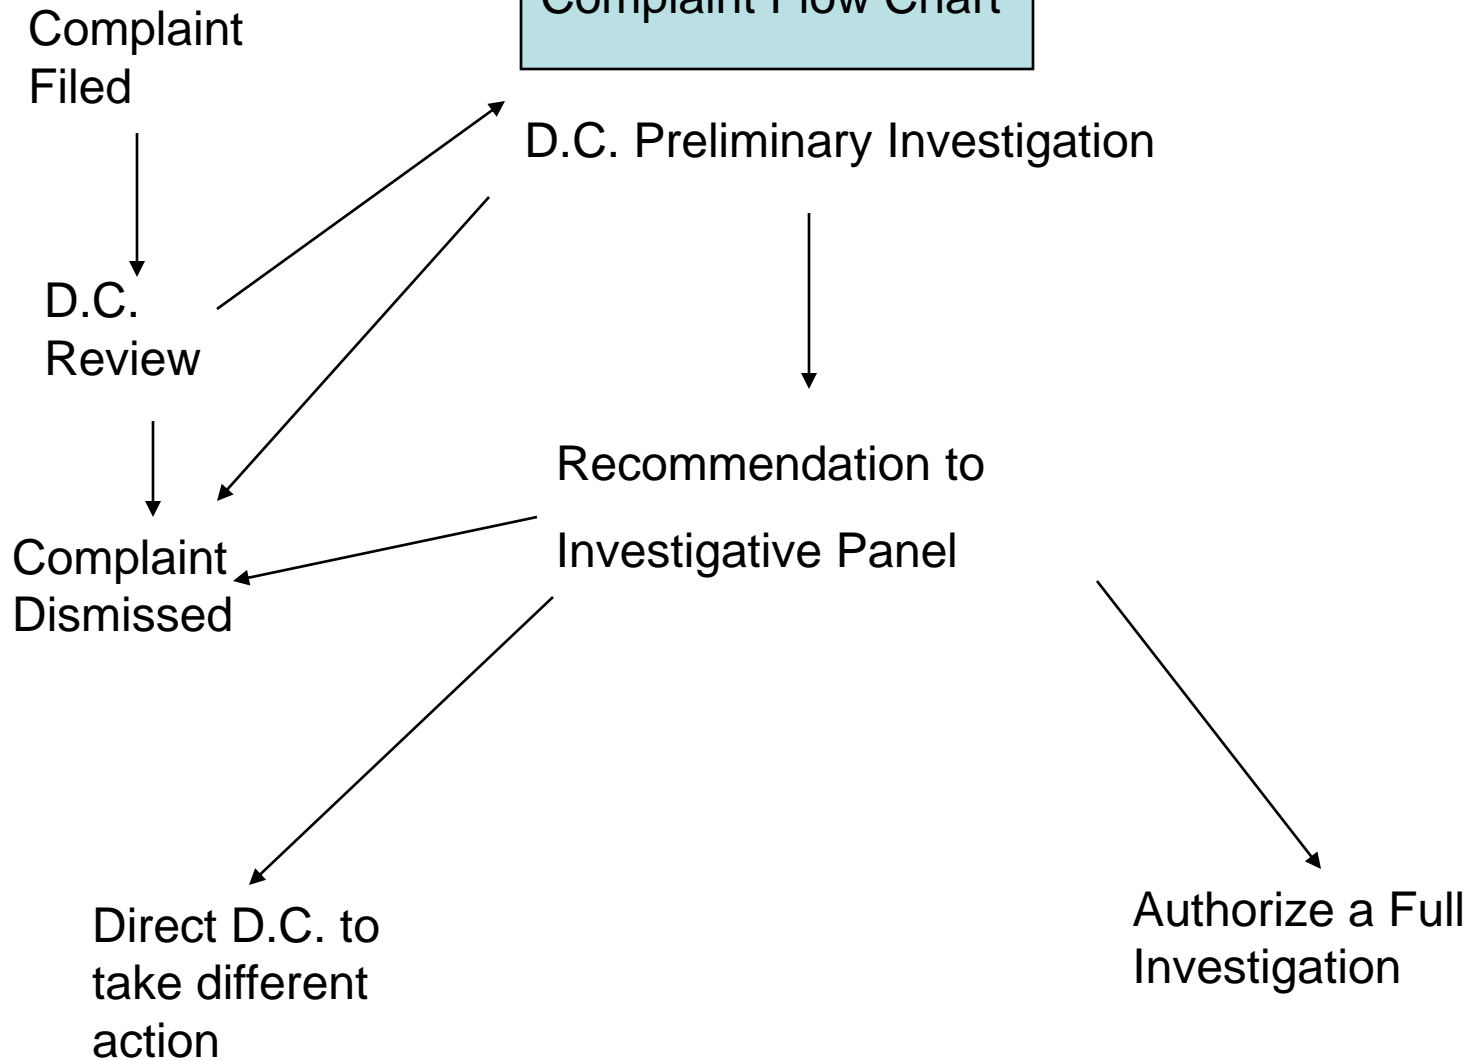 Complaint Flow Chart
Complaint
Filed
D.C. Preliminary Investigation
D.C.
Review
Recommendation to
Investigative Panel
Complaint
Dismissed
Direct D.C. to
take different
action
Authorize a Full
Investigation